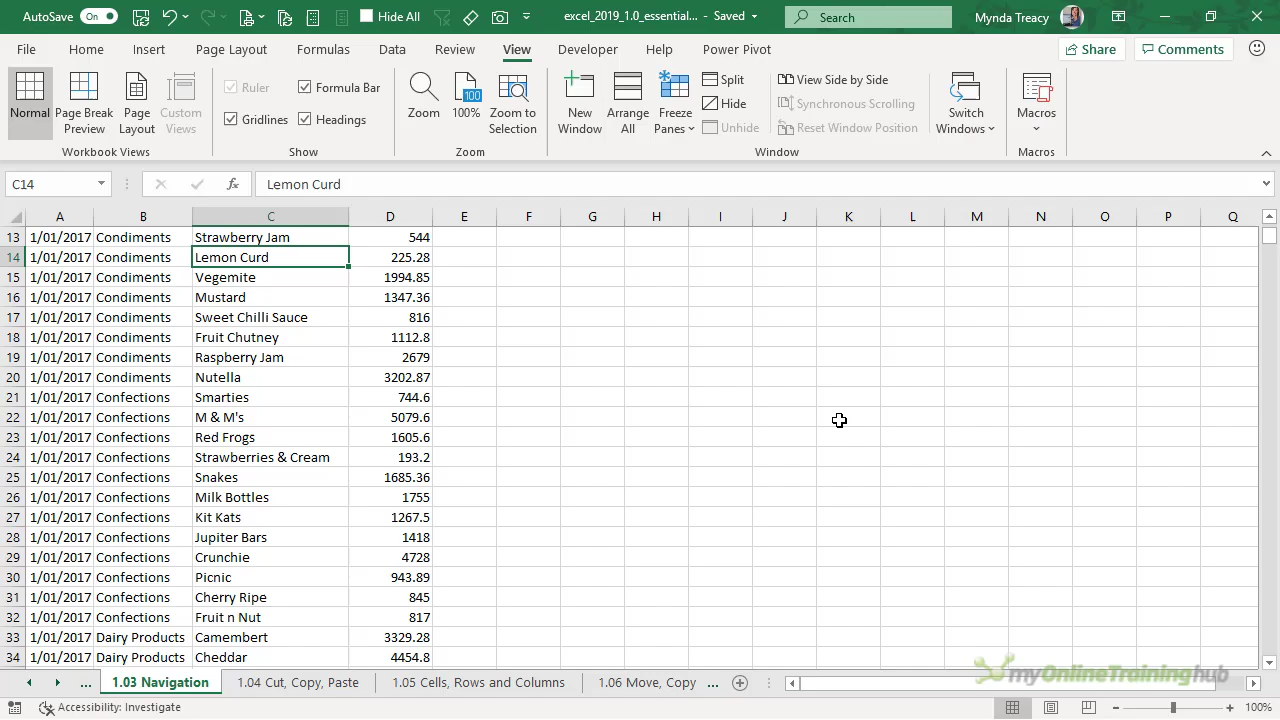 AutoSave On Hide All excel_2019_1.0_essential... - Saved Search Mynda Treacy
File Home Insert Page Layout Formulas Data Review View Developer Help Power Pivot Share Comments
Normal Page Break Preview Page Layout Custom Views
Workbook Views
Ruler Formula Bar
Gridlines Headings
Show
Zoom 100 100% Zoom to Selection
Zoom
New Window Arrange All Freeze Panes
Split
Hide
Unhide
View Side by Side
Synchronous Scrolling
Reset Window Position
Switch Windows
Window
Macros
Macros
C14 fx Lemon Curd
A B C D E F G H I J K L M N O P Q
13 1/01/2017 Condiments Strawberry Jam 544
14 1/01/2017 Condiments Lemon Curd 225.28
15 1/01/2017 Condiments Vegemite 1994.85
16 1/01/2017 Condiments Mustard 1347.36
17 1/01/2017 Condiments Sweet Chilli Sauce 816
18 1/01/2017 Condiments Fruit Chutney 1112.8
19 1/01/2017 Condiments Raspberry Jam 2679
20 1/01/2017 Condiments Nutella 3202.87
21 1/01/2017 Confections Smarties 744.6
22 1/01/2017 Confections M & M's 5079.6
23 1/01/2017 Confections Red Frogs 1605.6
24 1/01/2017 Confections Strawberries & Cream 193.2
25 1/01/2017 Confections Snakes 1685.36
26 1/01/2017 Confections Milk Bottles 1755
27 1/01/2017 Confections Kit Kats 1267.5
28 1/01/2017 Confections Jupiter Bars 1418
29 1/01/2017 Confections Crunchie 4728
30 1/01/2017 Confections Picnic 943.89
31 1/01/2017 Confections Cherry Ripe 845
32 1/01/2017 Confections Fruit n Nut 817
33 1/01/2017 Dairy Products Camembert 3329.28
34 1/01/2017 Dairy Products Cheddar 4454.8
myOnlineTraininghub
... 1.03 Navigation 1.04 Cut, Copy, Paste 1.05 Cells, Rows and Columns 1.06 Move, Copy ...
Accessibility: Investigate 100%